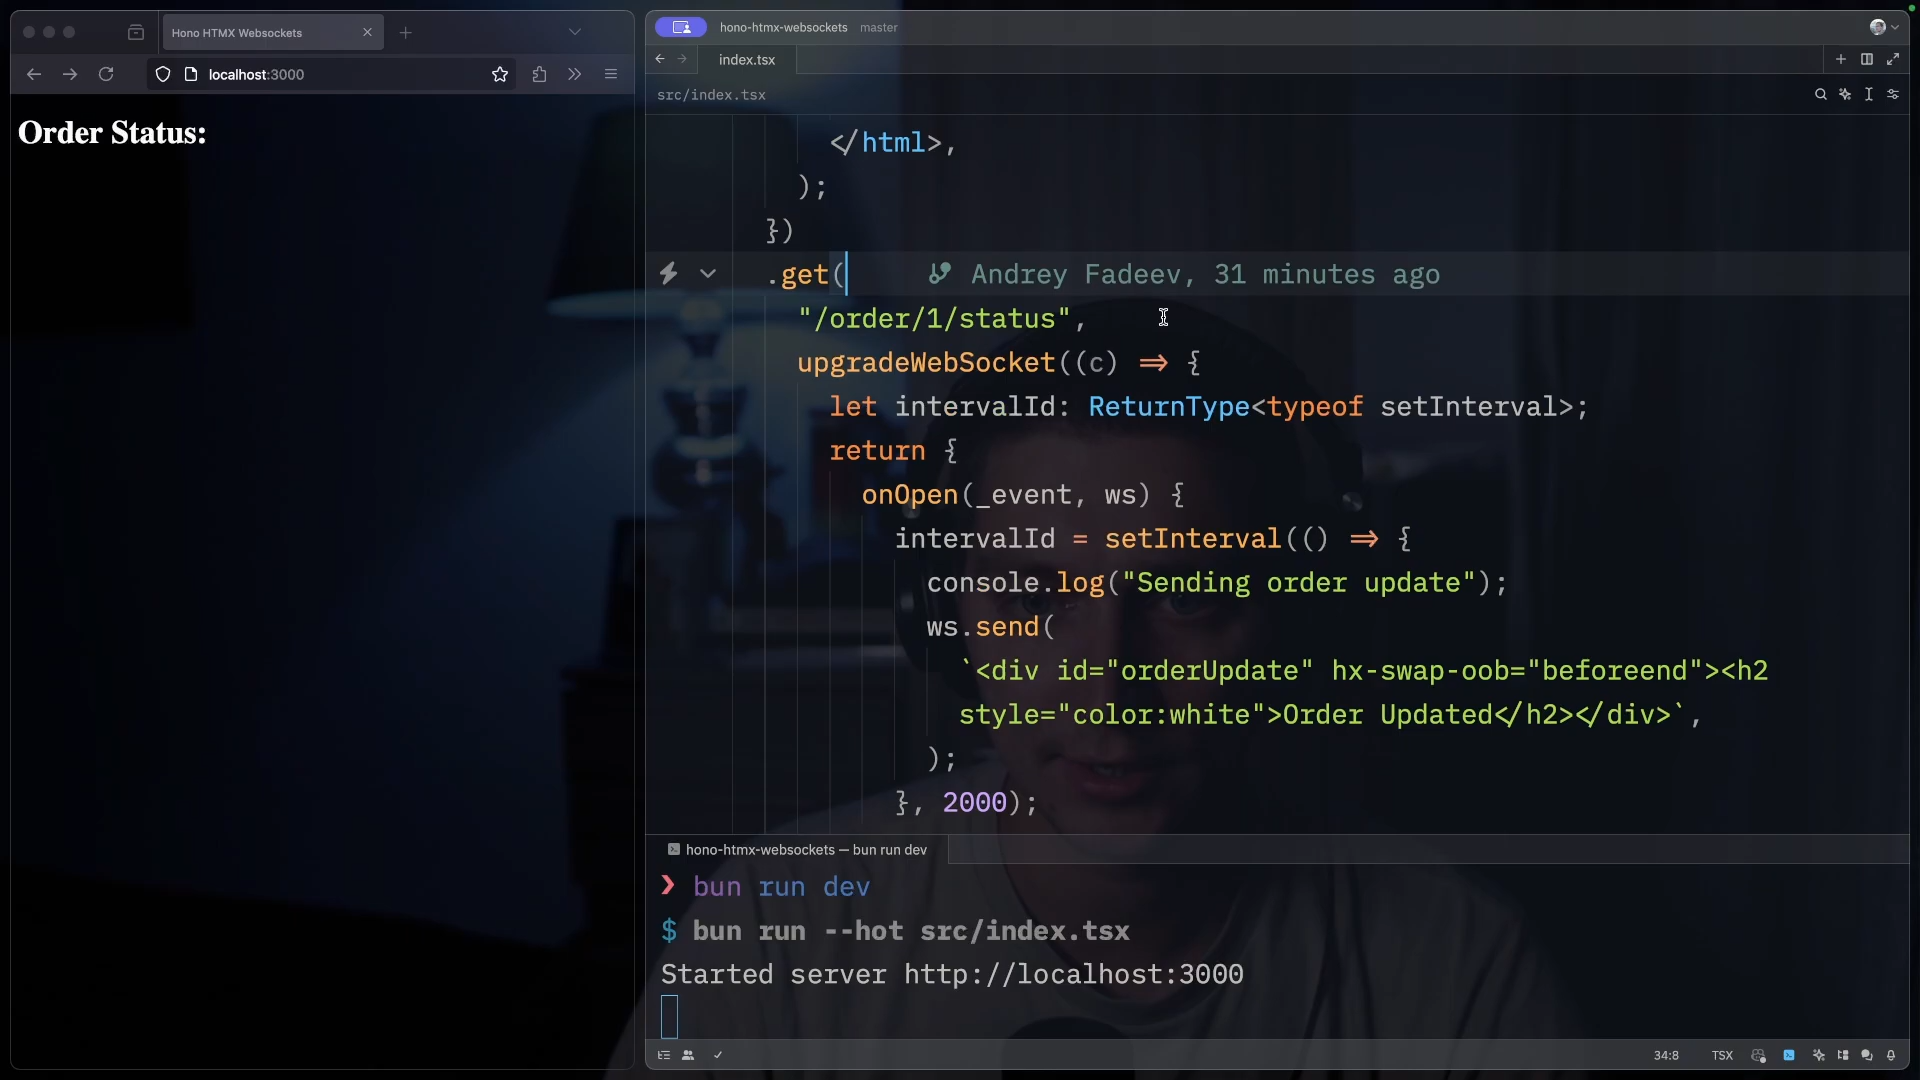 Hono HTMX Websockets
localhost:3000
Order Status:
hono-htmx-websockets master
index.tsx
src/index.tsx
</html>,
);
})
.get( Andrey Fadeev, 31 minutes ago
"/order/1/status",
upgradeWebSocket((c) => {
let intervalId: ReturnType<typeof setInterval>;
return {
onOpen(_event, ws) {
intervalId = setInterval(() => {
console.log("Sending order update");
ws.send(
`<div id="orderUpdate" hx-swap-oob="beforeend"><h2
style="color:white">Order Updated</h2></div>`,
);
}, 2000);
hono-htmx-websockets — bun run dev
❯ bun run dev
$ bun run --hot src/index.tsx
Started server http://localhost:3000
34:8 TSX